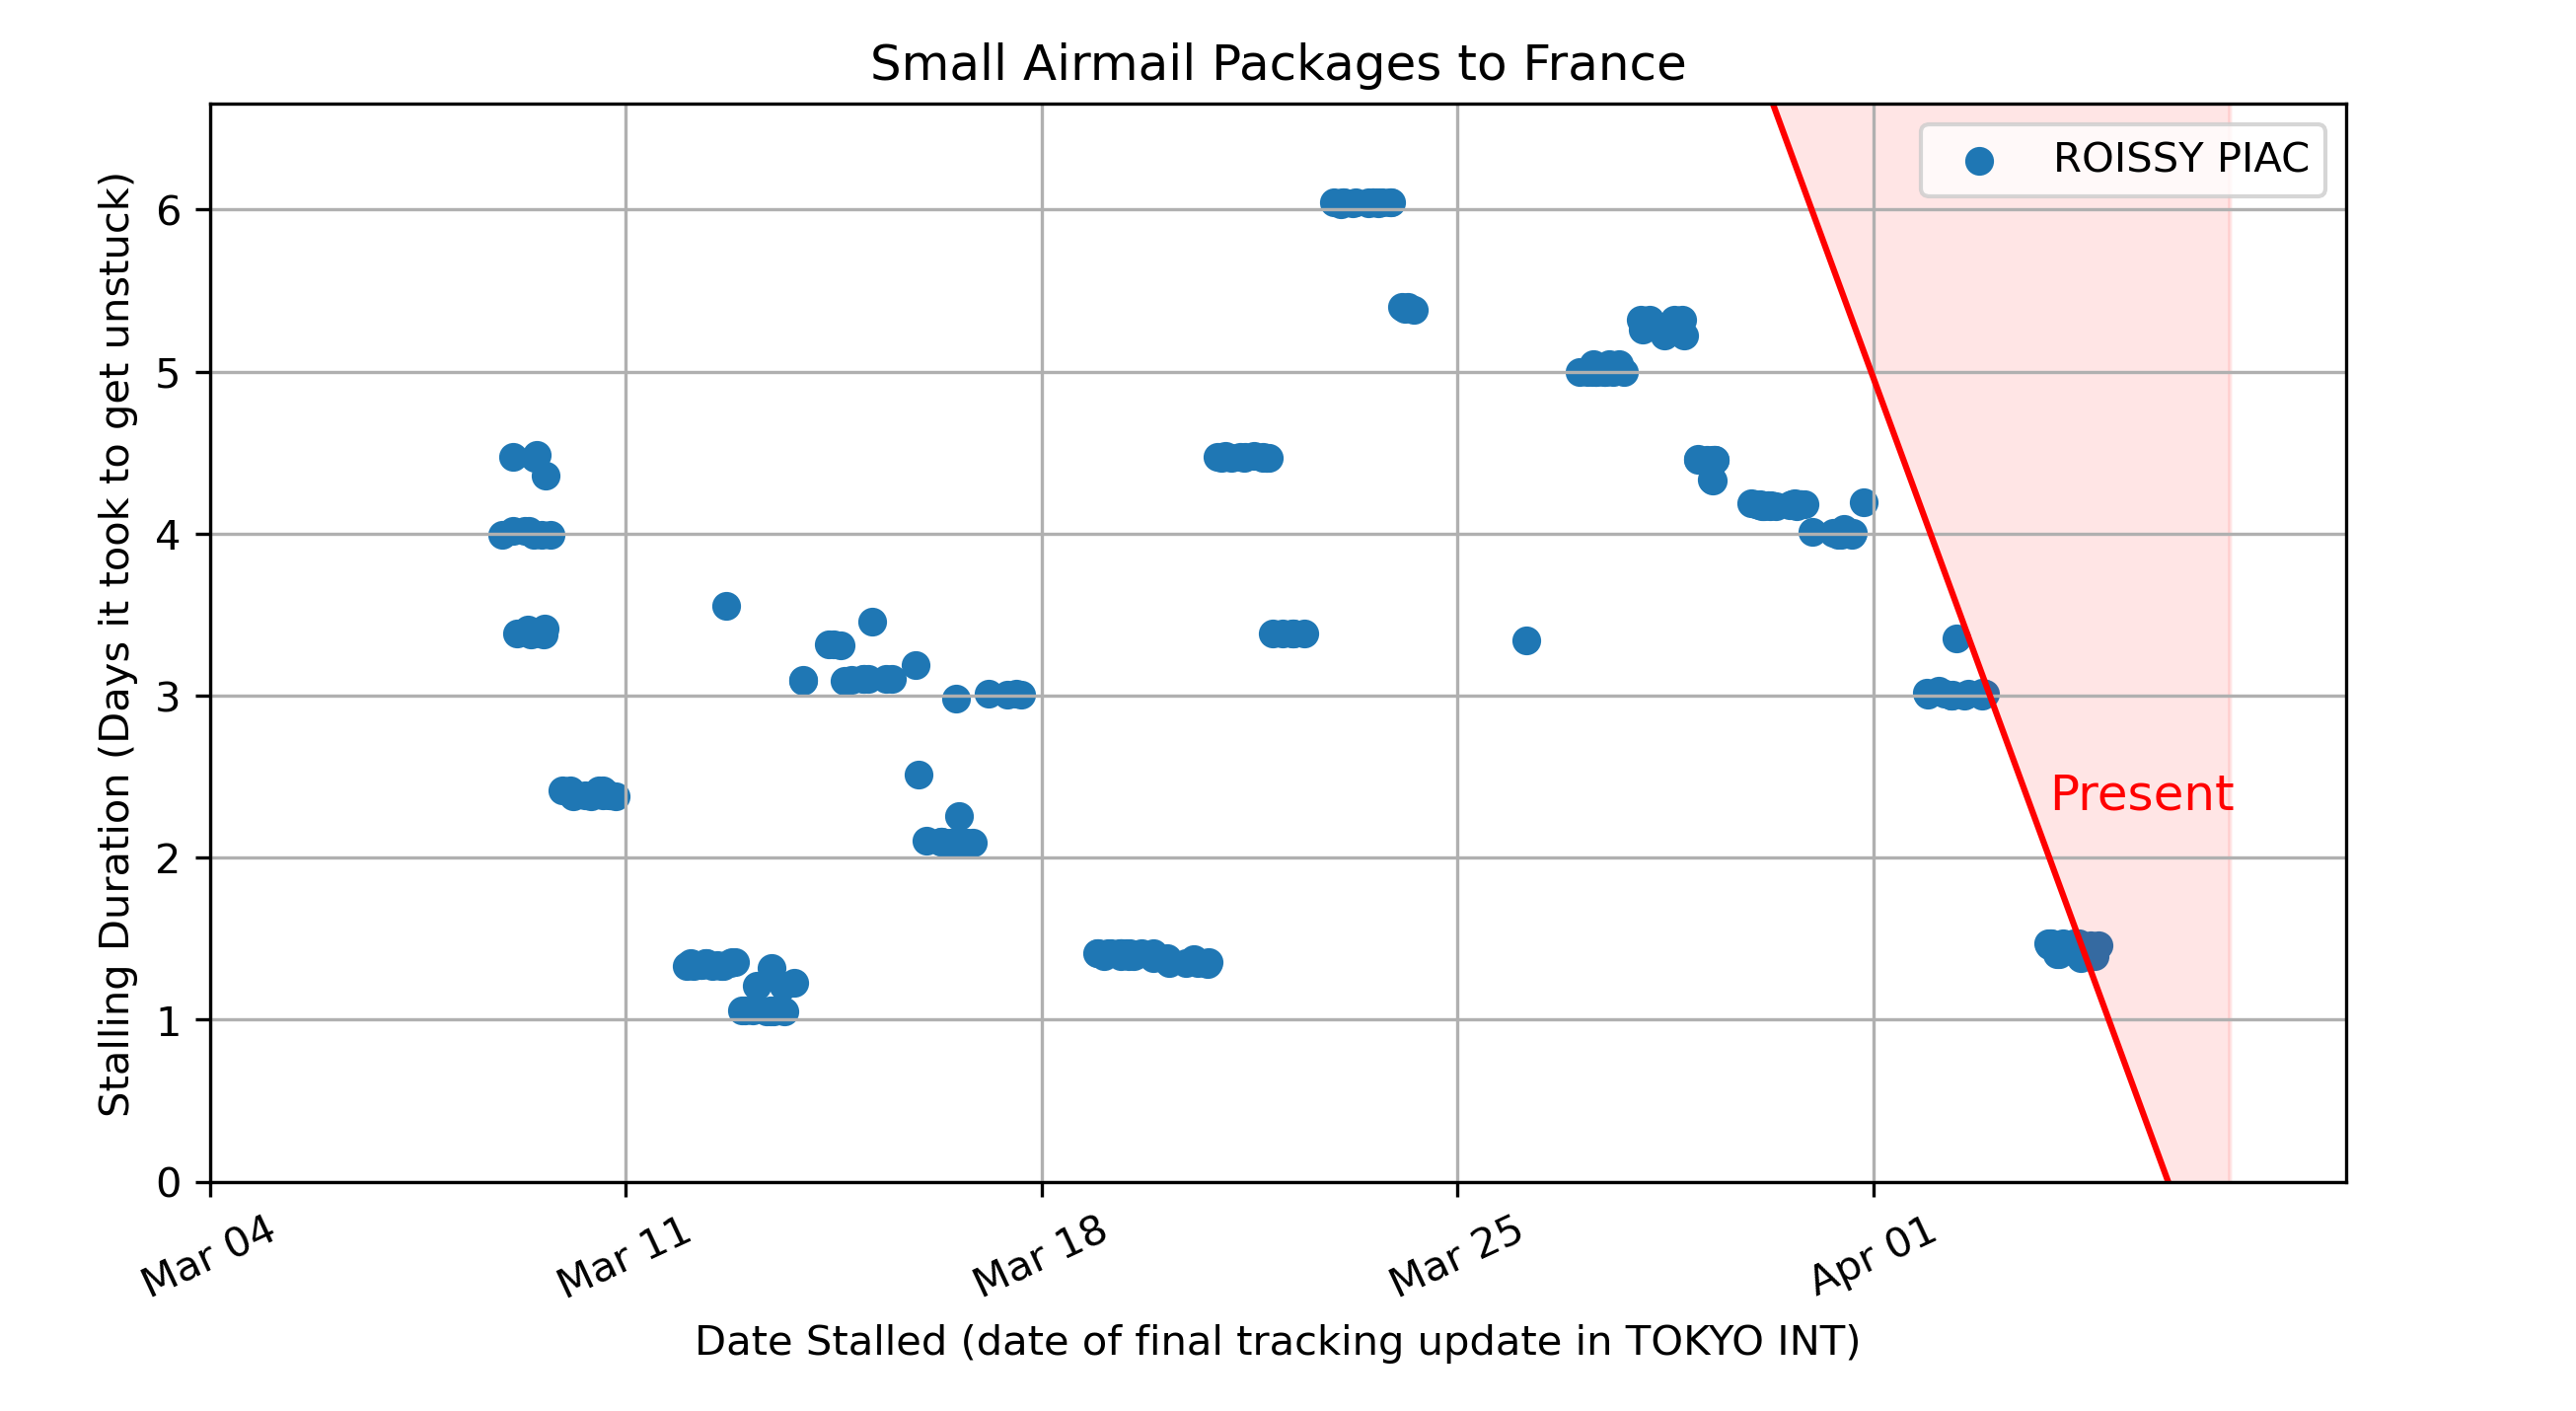 Small Airmail Packages to France
ROISSY PIAC
Stalling Duration (Days it took to get unstuck)
6
5
4
3
2
1
0
Present
Mar 04
Mar 11
Mar 18
Mar 25
Apr 01
Date Stalled (date of final tracking update in TOKYO INT)